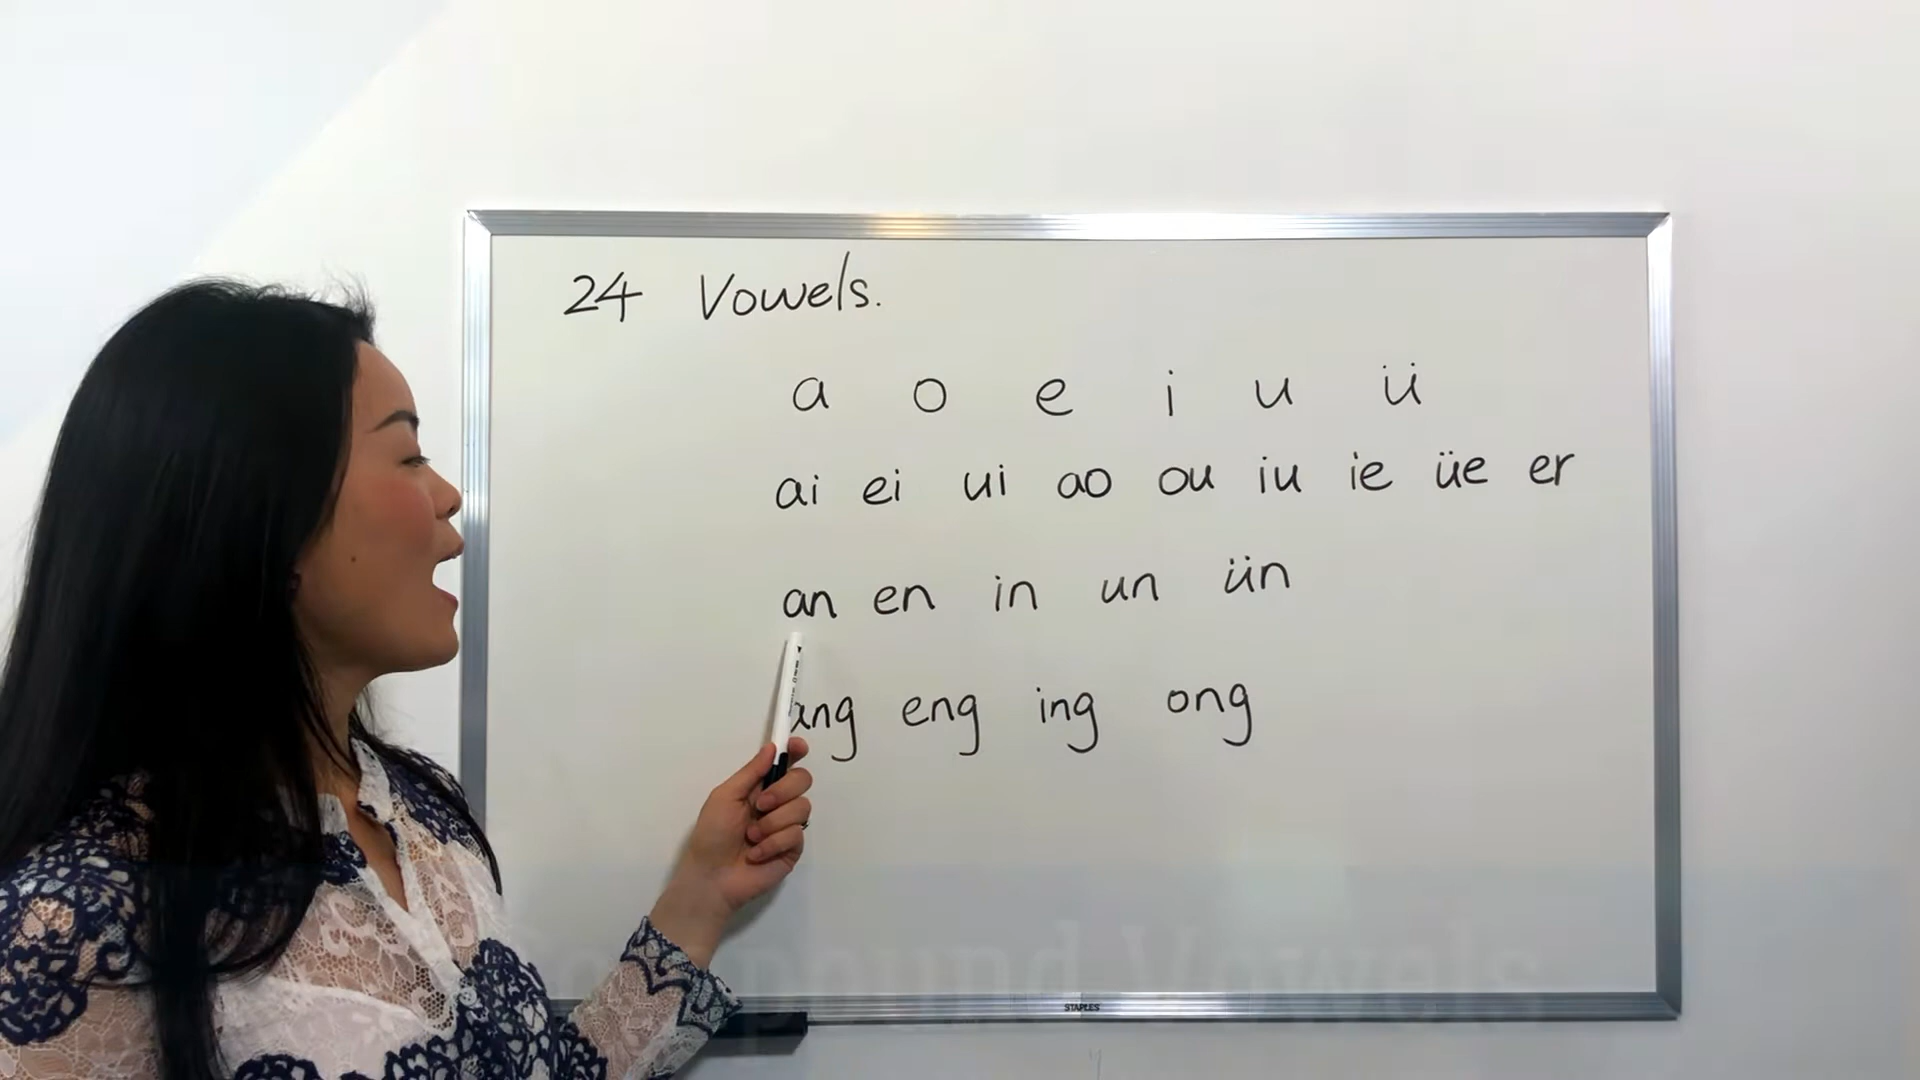 24 Vowels.
a o e i u ü
ai ei ui ao ou iu ie üe er
an en in un ün
ang eng ing ong
Compound Vowels
STAPLES